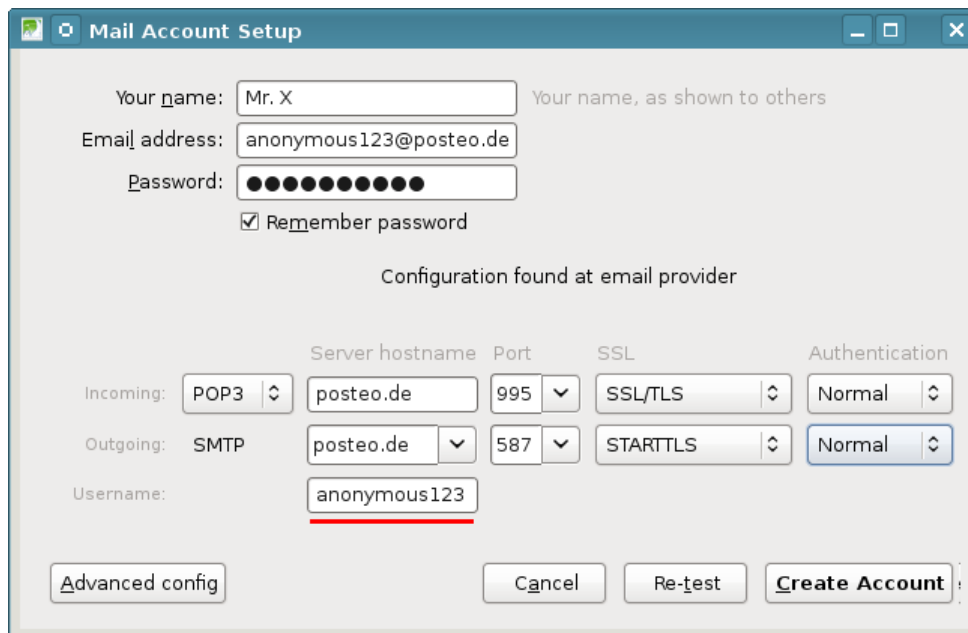 Mail Account Setup
Your name: Mr. X Your name, as shown to others
Email address: anonymous123@posteo.de
Password: ●●●●●●●●●●
Remember password
Configuration found at email provider
Server hostname Port SSL Authentication
Incoming: POP3 posteo.de 995 SSL/TLS Normal
Outgoing: SMTP posteo.de 587 STARTTLS Normal
Username: anonymous123
Advanced config Cancel Re-test Create Account